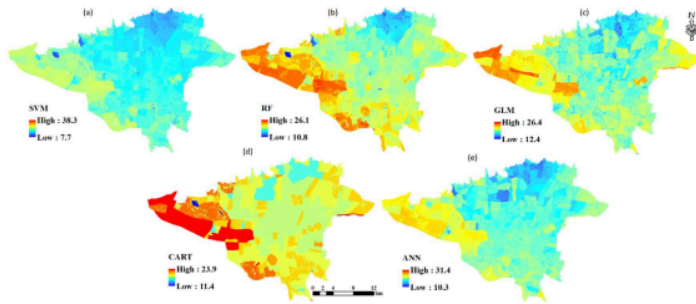 (a)
(b)
(c)
SVM
High : 38.3
Low : 7.7
RF
High : 26.1
Low : 10.8
GLM
High : 26.4
Low : 12.4
(d)
(e)
CART
High : 23.9
Low : 11.4
ANN
High : 31.4
Low : 10.3